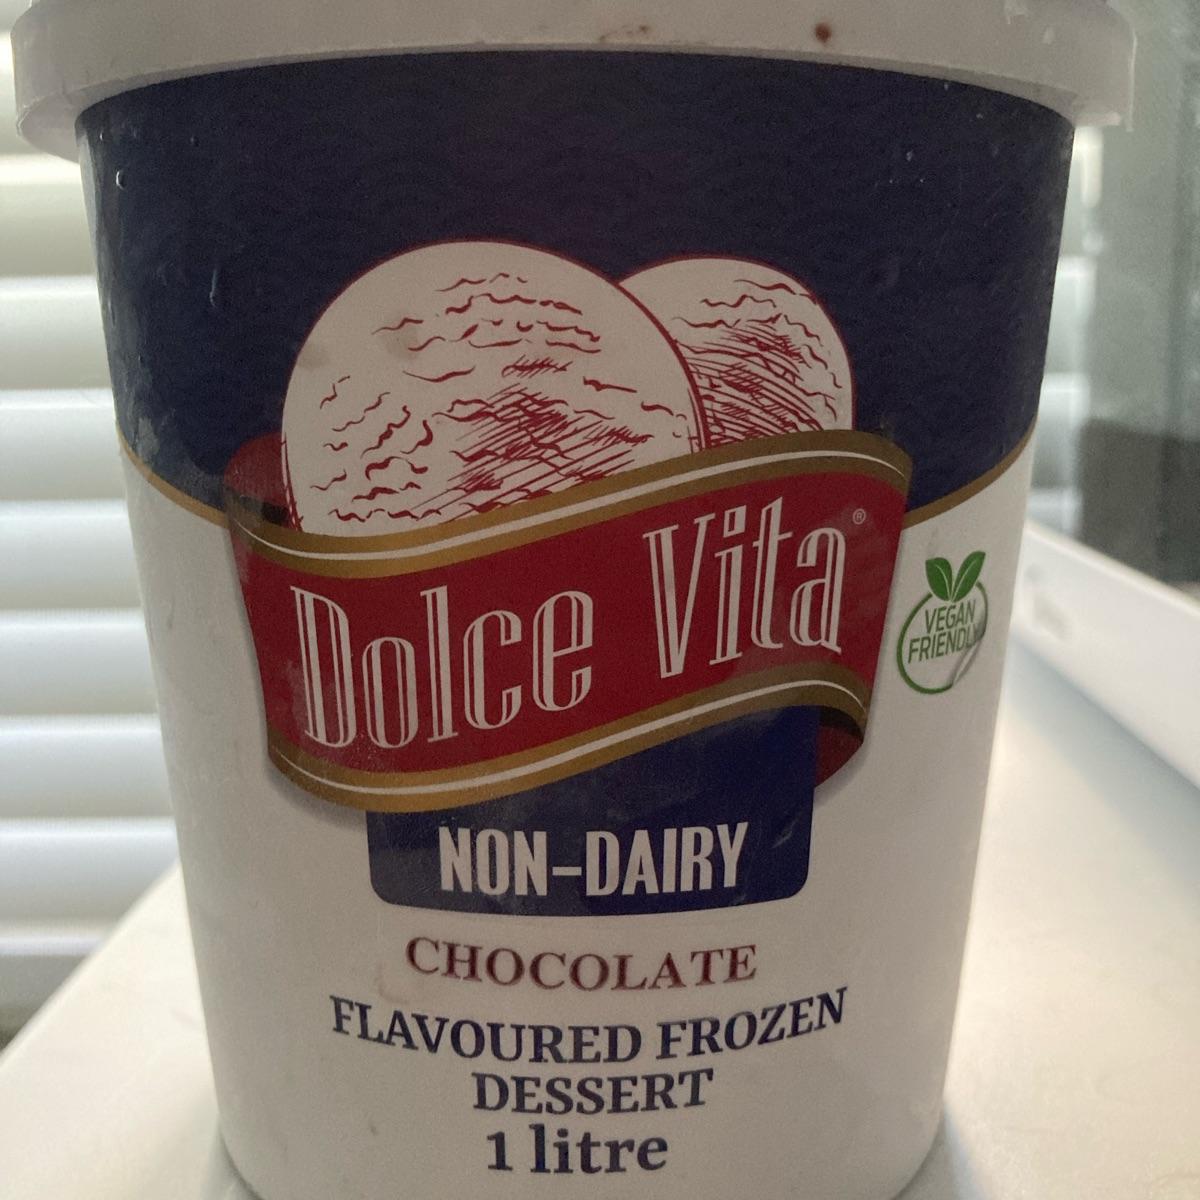 Dolce Vita®
VEGAN
FRIENDLY
NON-DAIRY
CHOCOLATE
FLAVOURED FROZEN
DESSERT
1 litre